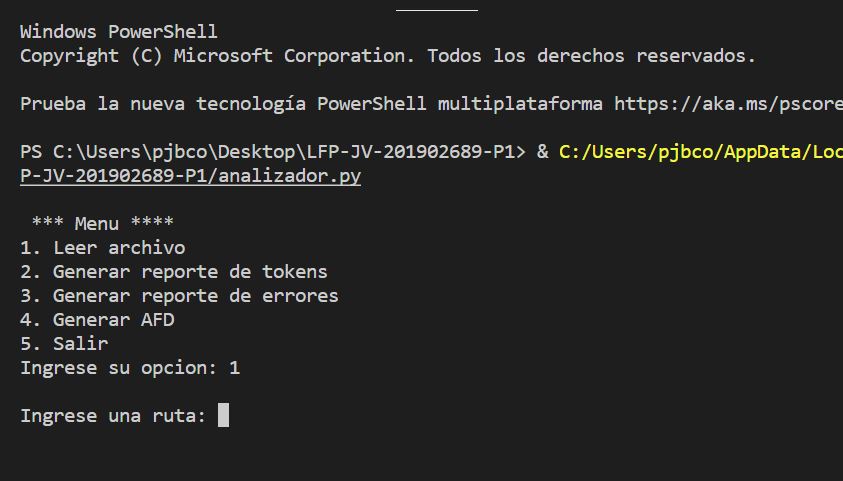 Windows PowerShell
Copyright (C) Microsoft Corporation. Todos los derechos reservados.
Prueba la nueva tecnología PowerShell multiplataforma https://aka.ms/pscore
PS C:\Users\pjbco\Desktop\LFP-JV-201902689-P1> & C:/Users/pjbco/AppData/Loc
P-JV-201902689-P1/analizador.py
*** Menu ****
1. Leer archivo
2. Generar reporte de tokens
3. Generar reporte de errores
4. Generar AFD
5. Salir
Ingrese su opcion: 1
Ingrese una ruta: